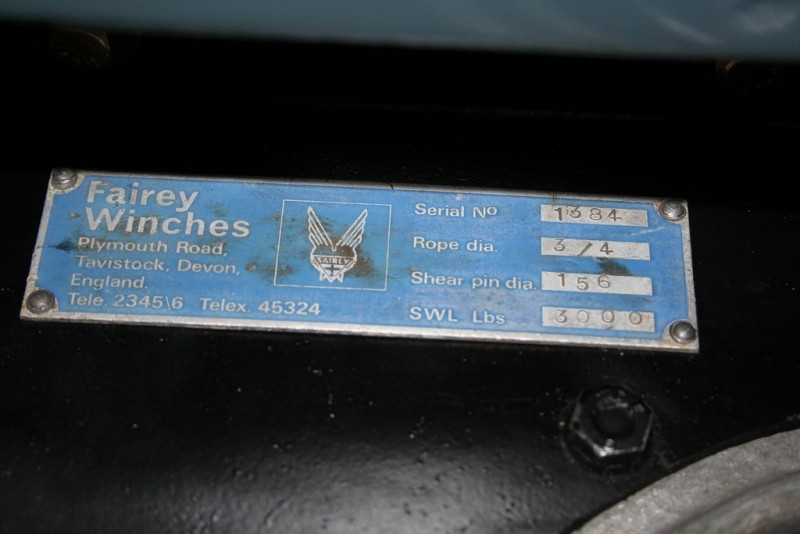 Fairey
Winches
Plymouth Road,
Tavistock, Devon,
England.
Tele. 2345\6 Telex. 45324
FAIREY
Serial No 1384
Rope dia. 3/4
Shear pin dia. 156
SWL Lbs 3000